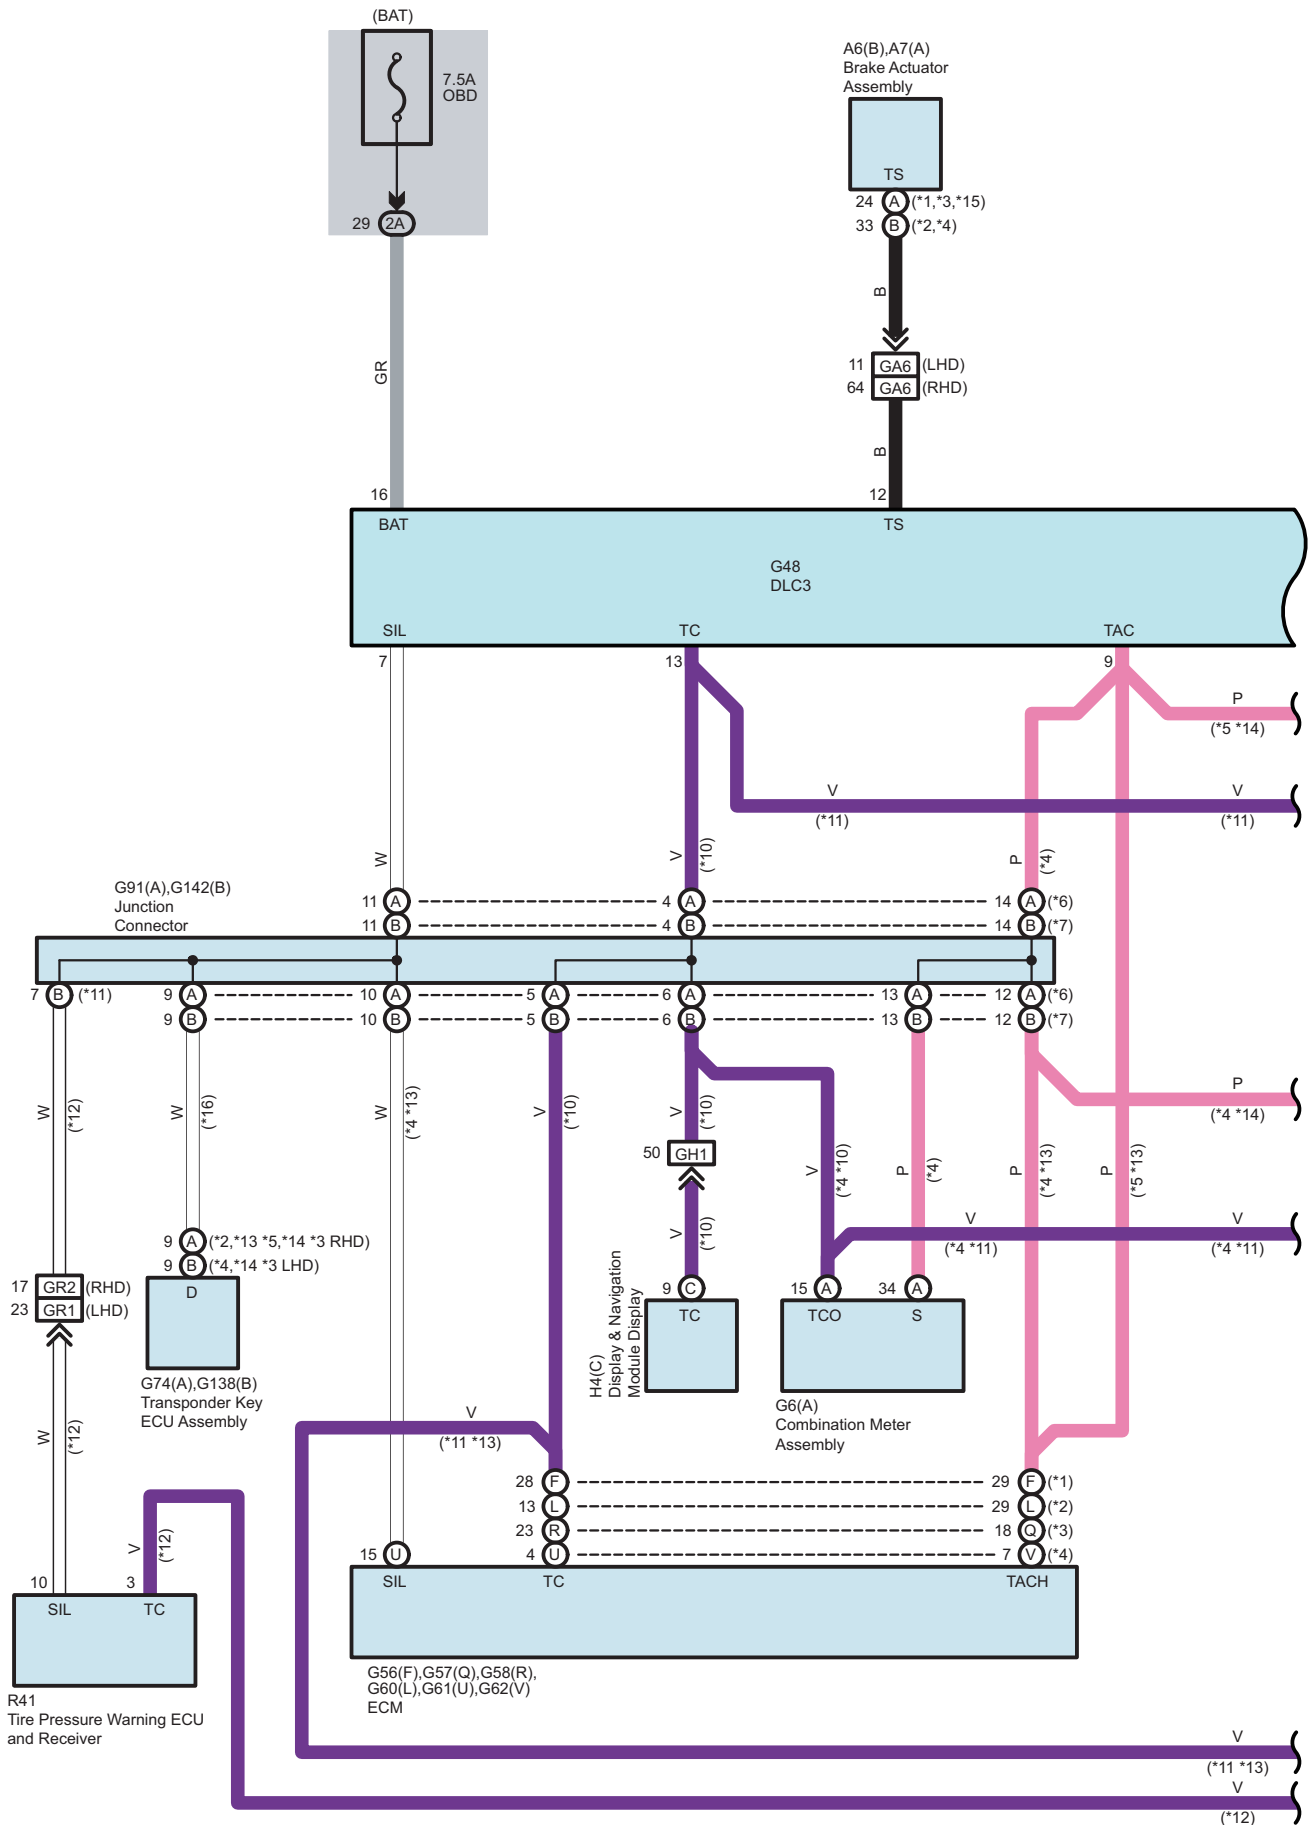 (BAT)
7.5A
OBD
29 2A
GR
16
A6(B),A7(A)
Brake Actuator
Assembly
TS
24 A (*1,*3,*15)
33 B (*2,*4)
B
11 GA6 (LHD)
64 GA6 (RHD)
B
12
BAT
TS
G48
DLC3
SIL
TC
TAC
7
13
9
P
(*5 *14)
V
(*11)
V
(*11)
W
V
(*10)
P
(*4)
G91(A),G142(B)
Junction
Connector
11 A 4 A 14 A (*6)
11 B 4 B 14 B (*7)
7 B (*11) 9 A 10 A 5 A 6 A 13 A 12 A (*6)
9 B 10 B 5 B 6 B 13 B 12 B (*7)
W
(*12)
W
(*16)
W
(*4 *13)
V
(*10)
V
(*10)
P
(*4 *14)
50 GH1
V
(*4 *10)
P
(*4)
P
(*4 *13)
P
(*5 *13)
V
(*10)
V
(*4 *11)
V
(*4 *11)
9 A (*2,*13 *5,*14 *3 RHD)
9 B (*4,*14 *3 LHD)
D
G74(A),G138(B)
Transponder Key
ECU Assembly
17 GR2 (RHD)
23 GR1 (LHD)
W
(*12)
H4(C)
Display & Navigation
Module Display
9 C
TC
15 A 34 A
TCO S
G6(A)
Combination Meter
Assembly
V
(*11 *13)
28 F 29 F (*1)
13 L 29 L (*2)
23 R 18 Q (*3)
15 U 4 U 7 V (*4)
SIL TC TACH
G56(F),G57(Q),G58(R),
G60(L),G61(U),G62(V)
ECM
V
(*12)
10 3
SIL TC
R41
Tire Pressure Warning ECU
and Receiver
V
(*11 *13)
V
(*12)